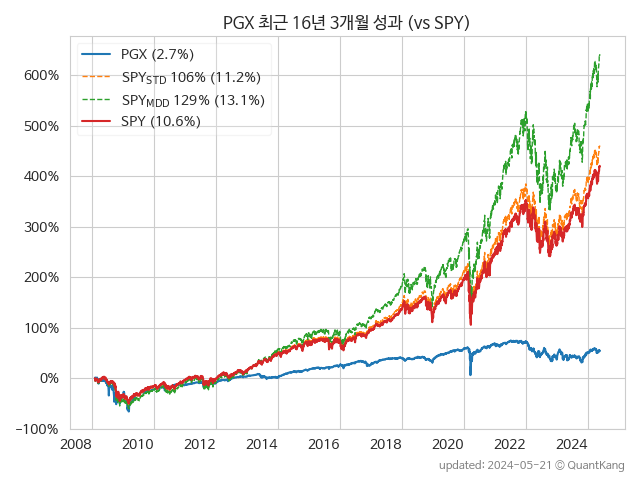 PGX 최근 16년 3개월 성과 (vs SPY)
PGX (2.7%)
SPY_STD 106% (11.2%)
SPY_MDD 129% (13.1%)
SPY (10.6%)
600%
500%
400%
300%
200%
100%
0%
−100%
2008 2010 2012 2014 2016 2018 2020 2022 2024
updated: 2024-05-21 ⓒ QuantKang